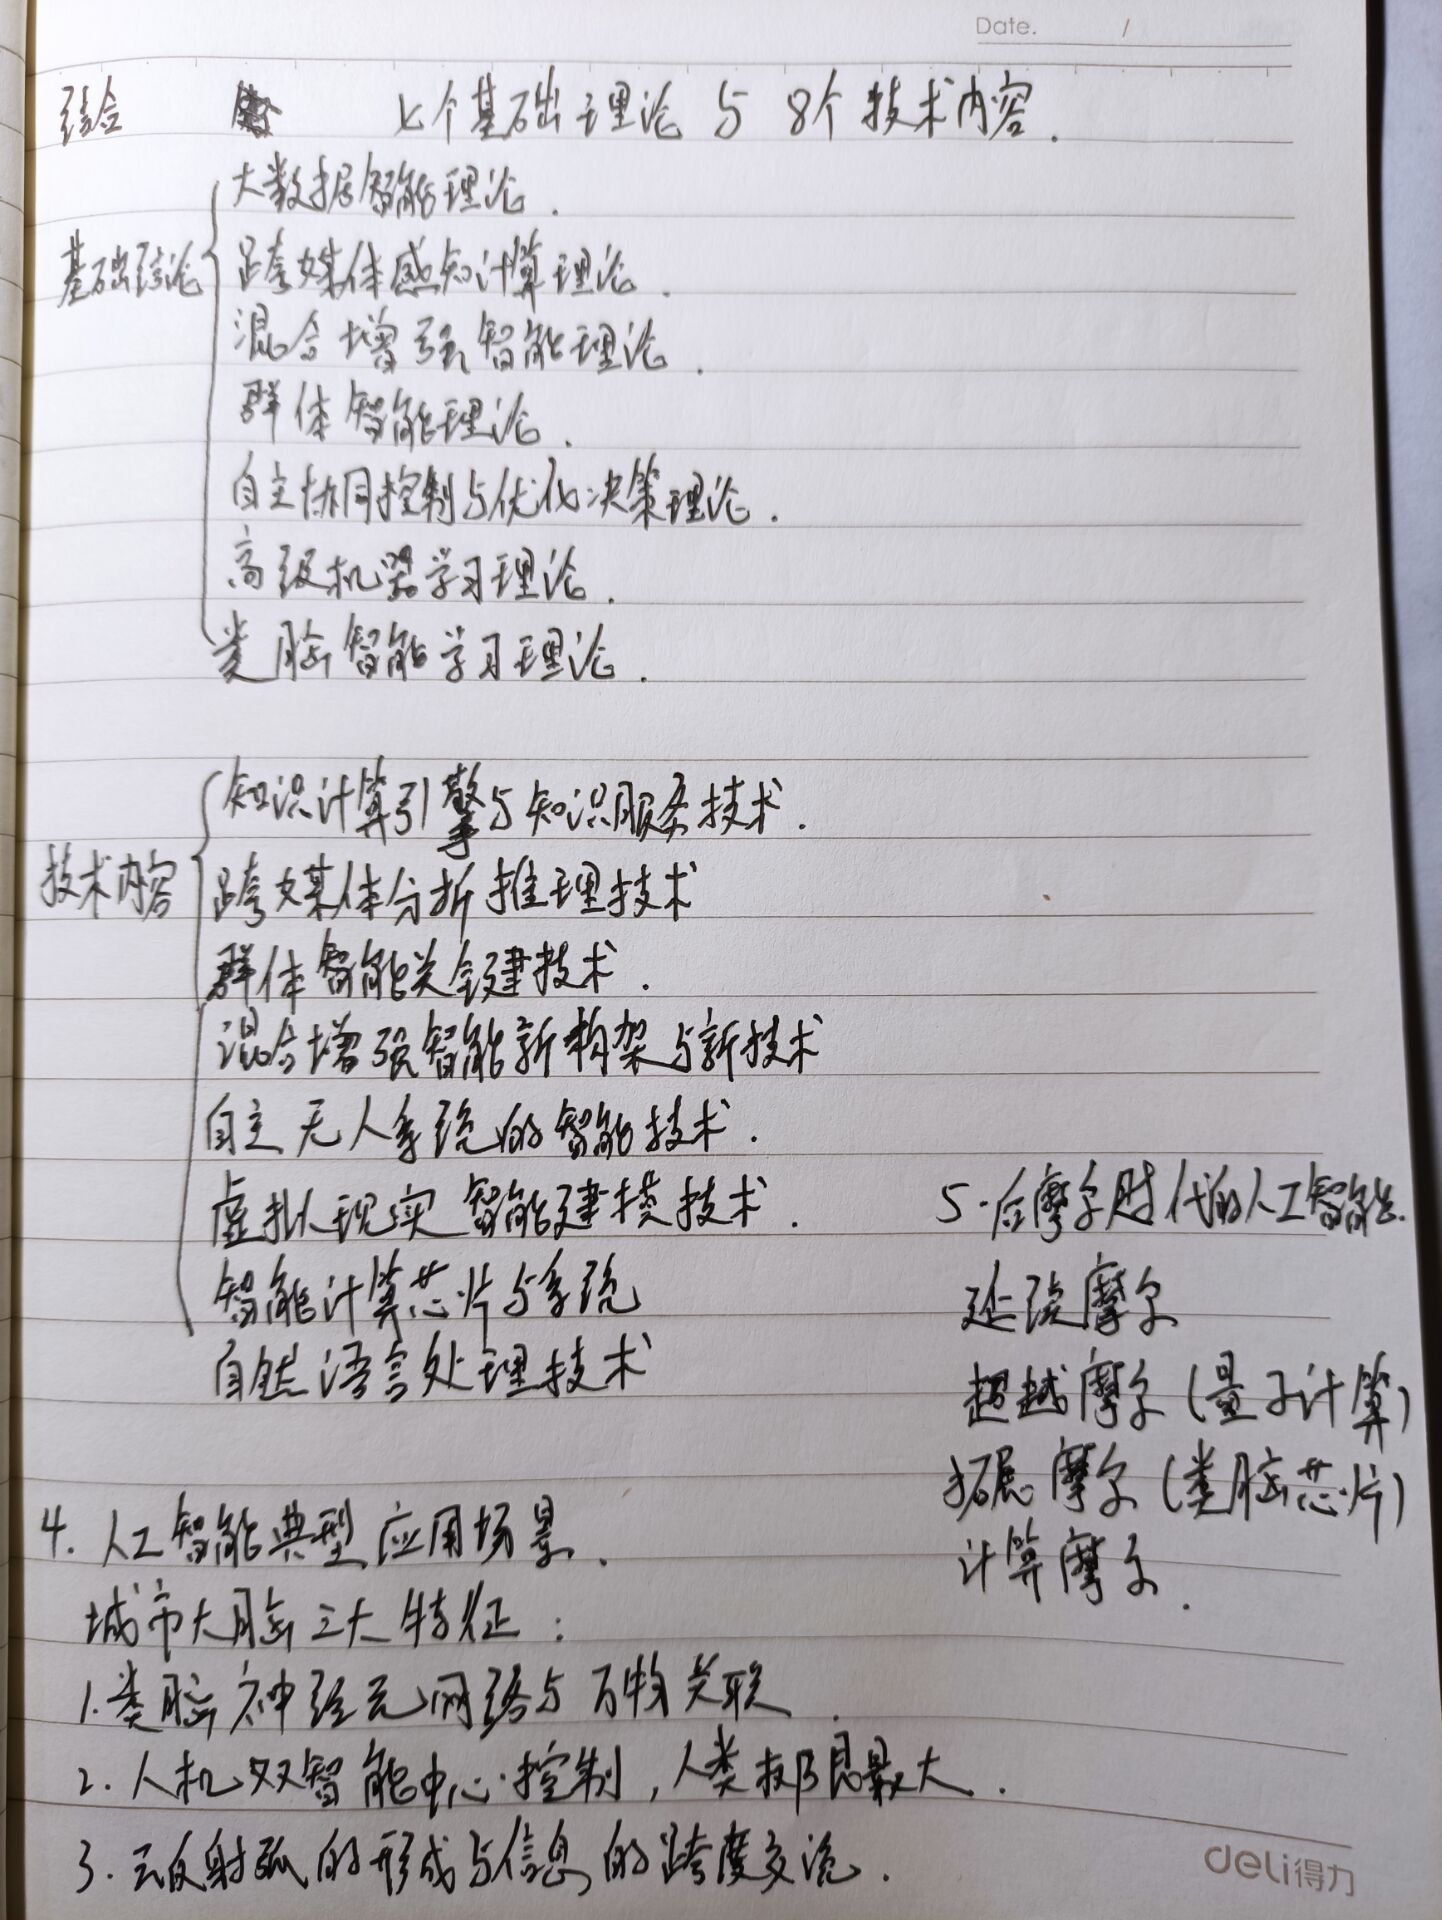 Date. /
结合 七个基础理论与8个技术内容.
基础结论
大数据智能理论.
跨媒体感知计算理论.
混合增强智能理论.
群体智能理论.
自主协同控制与优化决策理论.
高级机器学习理论.
类脑智能学习理论.
技术内容
知识计算引擎与知识服务技术.
跨媒体分析推理技术
群体智能关键技术.
混合增强智能新构架与新技术
自主无人系统的智能技术.
虚拟现实智能建模技术.
智能计算芯片与系统
自然语言处理技术
4. 人工智能典型应用场景.
城市大脑三大特征:
1. 类脑神经元网络与万物关联.
2. 人机双智能中心控制,人类权限最大.
3. 云反射弧的形成与信息的跨度交流.
5. 后摩尔时代的人工智能.
延续摩尔
超越摩尔(量子计算)
拓展摩尔(类脑芯片)
计算摩尔.
deli得力